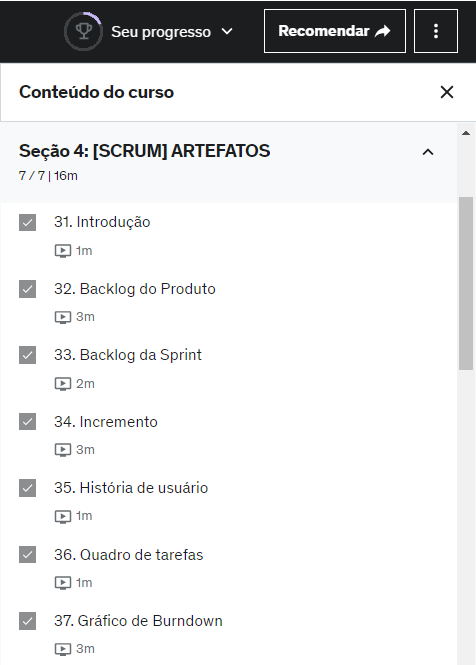 Seu progresso
Recomendar
Conteúdo do curso
Seção 4: [SCRUM] ARTEFATOS
7 / 7 | 16m
31. Introdução
1m
32. Backlog do Produto
3m
33. Backlog da Sprint
2m
34. Incremento
3m
35. História de usuário
1m
36. Quadro de tarefas
1m
37. Gráfico de Burndown
3m